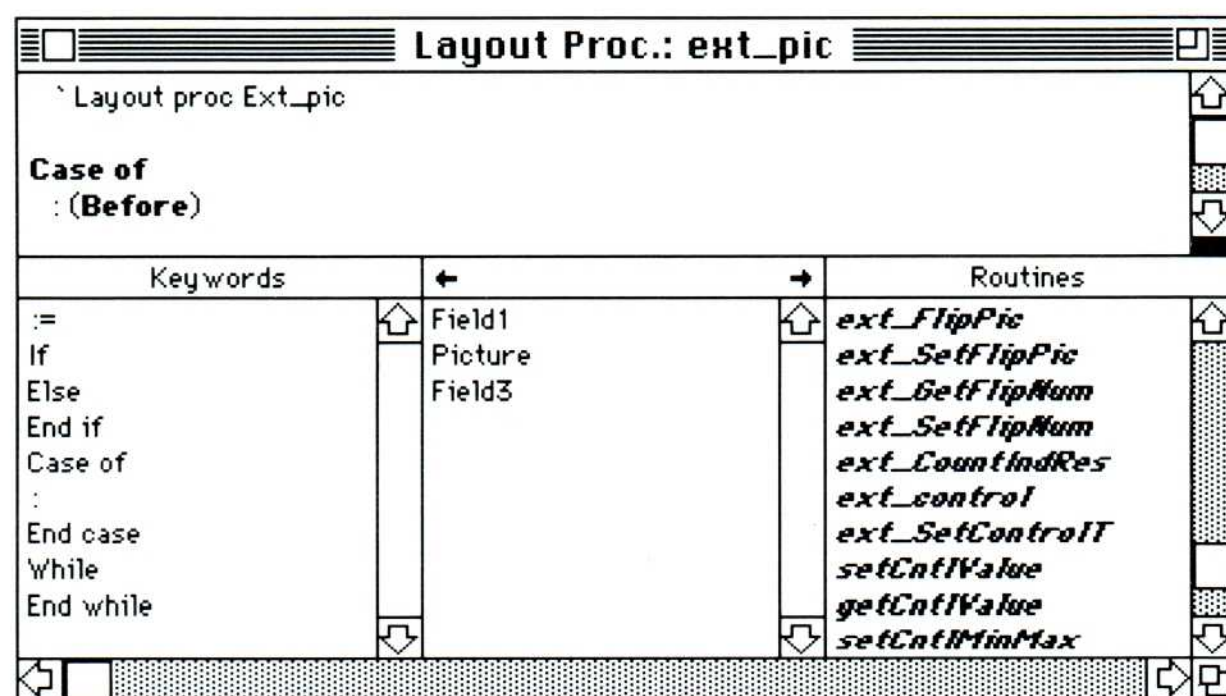 Layout Proc.: ext_pic
` Layout proc Ext_pic
Case of
:(Before)
Keywords
← →
Routines
:=
If
Else
End if
Case of
:
End case
While
End while
Field1
Picture
Field3
ext_FlipPic
ext_SetFlipPic
ext_GetFlipNum
ext_SetFlipNum
ext_CountIndRes
ext_control
ext_SetControlT
setCntlValue
getCntlValue
setCntlMinMax